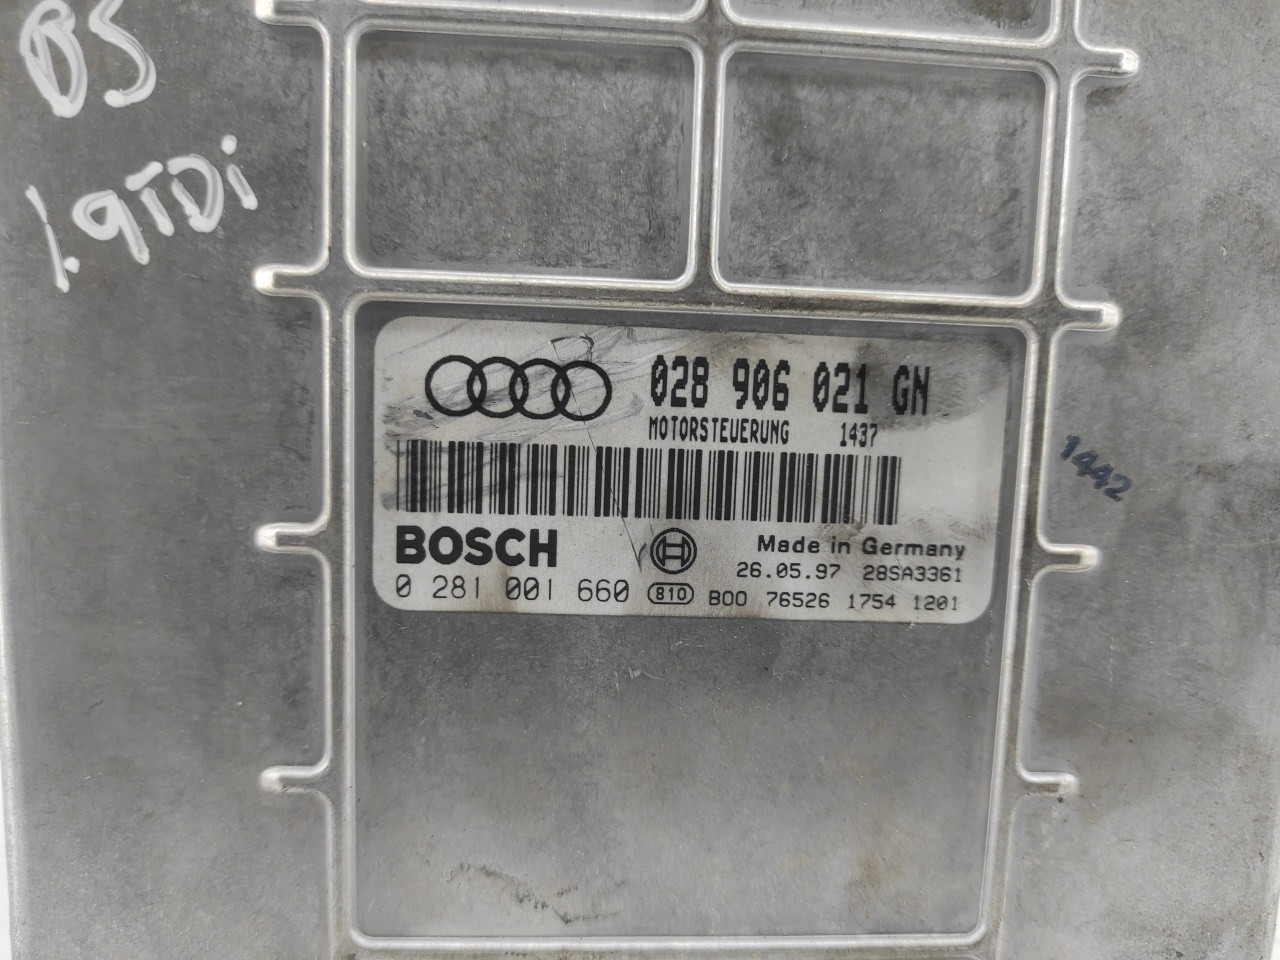 B5
1.9TDi
028 906 021 GN
MOTORSTEUERUNG 1437
1442
BOSCH
Made in Germany
26.05.97 28SA3361
0 281 001 660 810 B00 76526 1754 1201